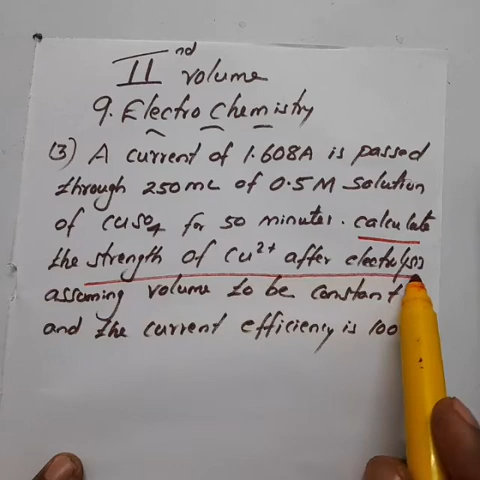 IInd volume
9. Electro Chemistry
(3) A current of 1.608A is passed
through 250mL of 0.5M solution
of CuSO4 for 50 minutes. calculate
the strength of Cu2+ after electrolysis
assuming volume to be constant
and the current efficiency is 100